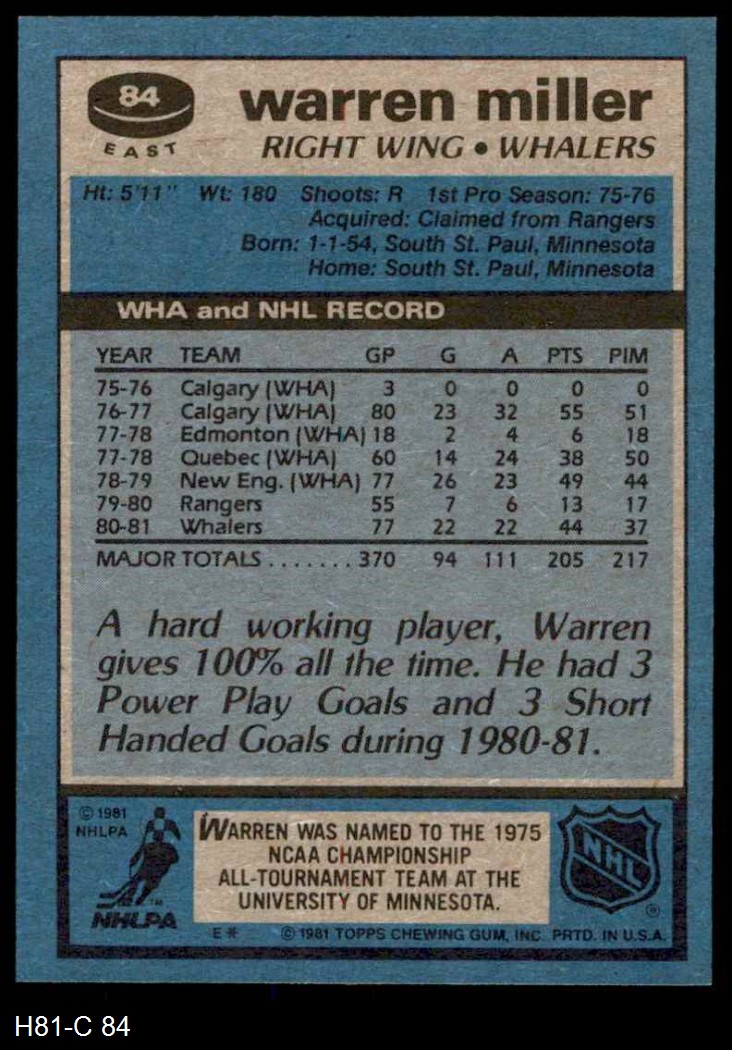 84
EAST
warren miller
RIGHT WING • WHALERS
Ht: 5'11" Wt: 180 Shoots: R 1st Pro Season: 75-76
Acquired: Claimed from Rangers
Born: 1-1-54, South St. Paul, Minnesota
Home: South St. Paul, Minnesota
WHA and NHL RECORD
YEAR TEAM GP G A PTS PIM
75-76 Calgary (WHA) 3 0 0 0 0
76-77 Calgary (WHA) 80 23 32 55 51
77-78 Edmonton (WHA) 18 2 4 6 18
77-78 Quebec (WHA) 60 14 24 38 50
78-79 New Eng. (WHA) 77 26 23 49 44
79-80 Rangers 55 7 6 13 17
80-81 Whalers 77 22 22 44 37
MAJOR TOTALS ....... 370 94 111 205 217
A hard working player, Warren
gives 100% all the time. He had 3
Power Play Goals and 3 Short
Handed Goals during 1980-81.
© 1981
NHLPA
NHLPA
™
WARREN WAS NAMED TO THE 1975
NCAA CHAMPIONSHIP
ALL-TOURNAMENT TEAM AT THE
UNIVERSITY OF MINNESOTA.
NHL
®
E* © 1981 TOPPS CHEWING GUM, INC. PRTD. IN U.S.A.
H81-C 84